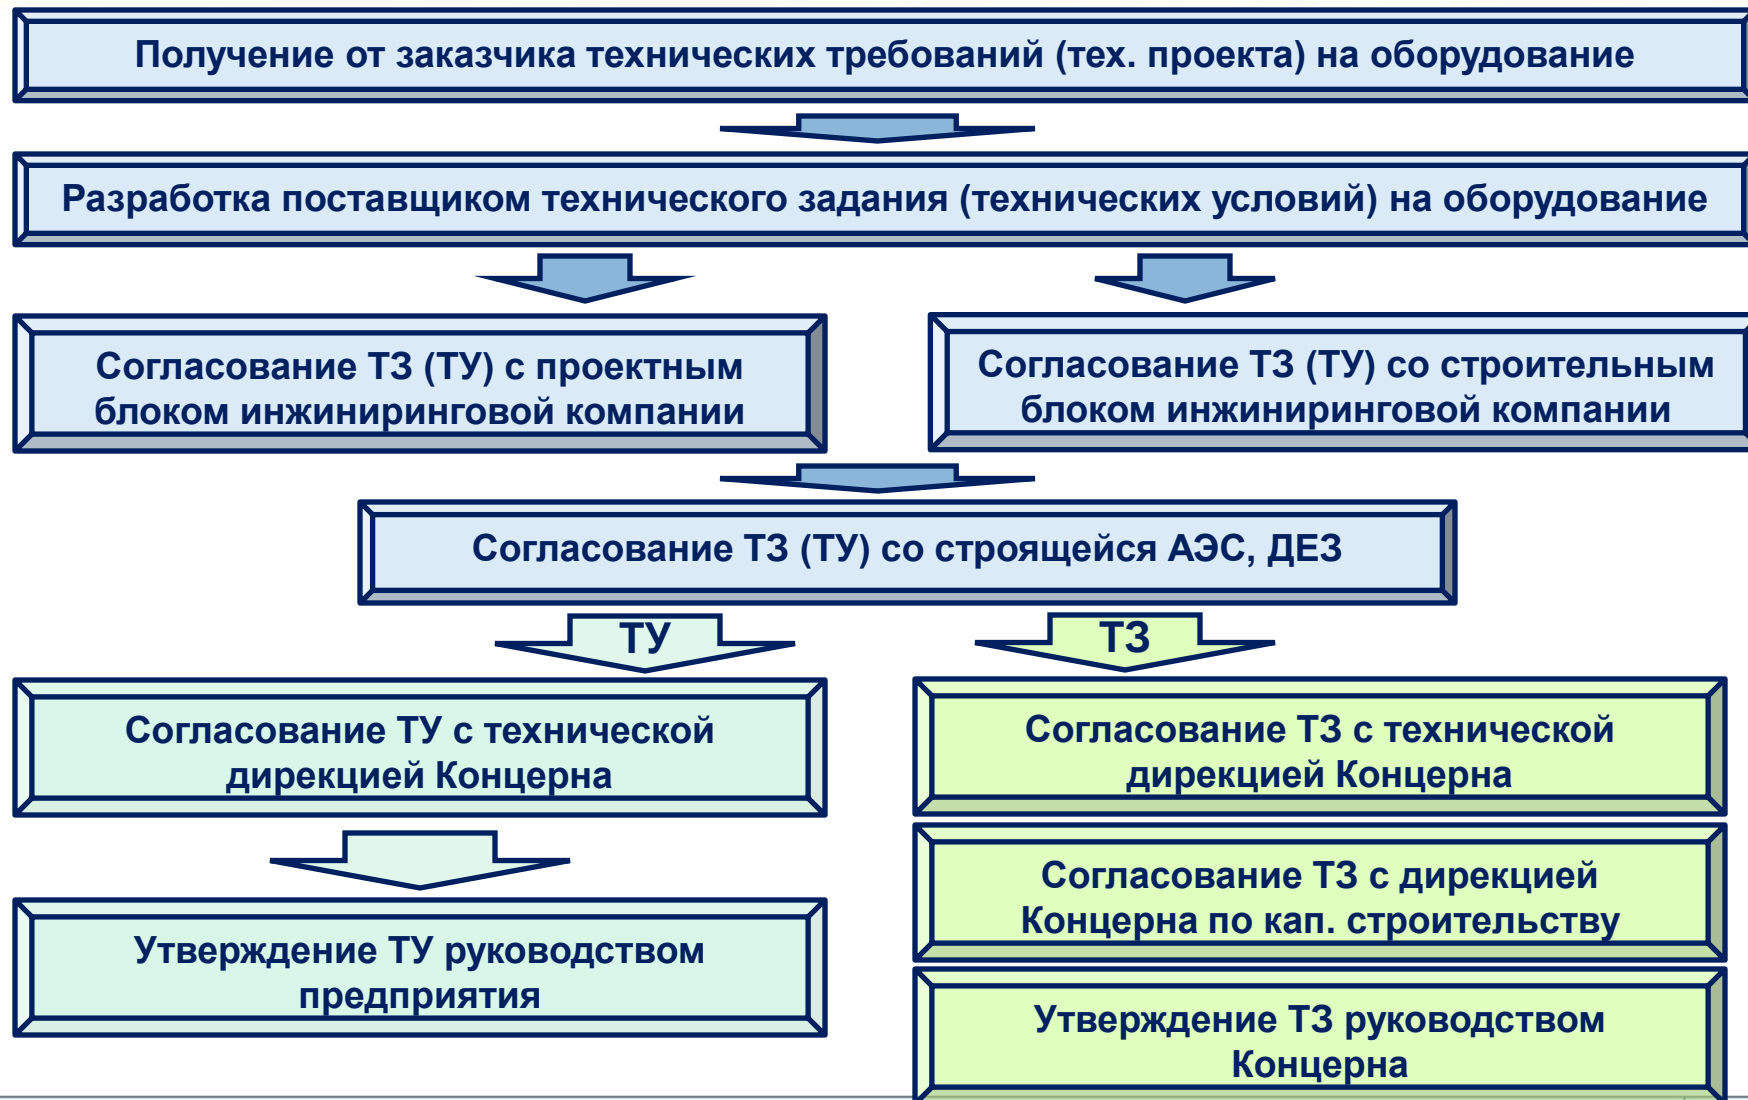 Получение от заказчика технических требований (тех. проекта) на оборудование
Разработка поставщиком технического задания (технических условий) на оборудование
Согласование ТЗ (ТУ) с проектным
блоком инжиниринговой компании
Согласование ТЗ (ТУ) со строительным
блоком инжиниринговой компании
Согласование ТЗ (ТУ) со строящейся АЭС, ДЕЗ
ТУ
ТЗ
Согласование ТУ с технической
дирекцией Концерна
Согласование ТЗ с технической
дирекцией Концерна
Согласование ТЗ с дирекцией
Концерна по кап. строительству
Утверждение ТУ руководством
предприятия
Утверждение ТЗ руководством
Концерна